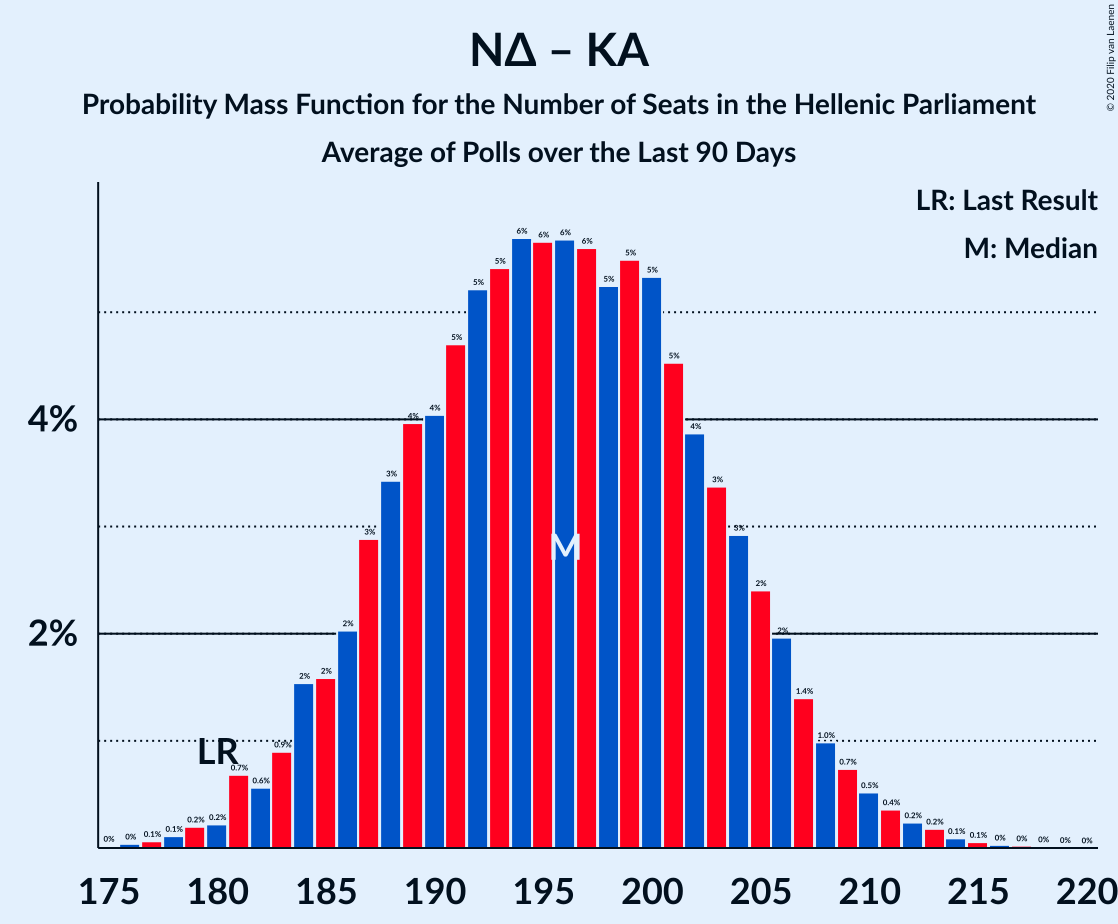 © 2020 Filip van Laenen
ΝΔ – ΚΑ
Probability Mass Function for the Number of Seats in the Hellenic Parliament
Average of Polls over the Last 90 Days
LR: Last Result
M: Median
6% 6% 6% 6%
5% 5% 5% 5% 5%
5% 5%
4%
4% 4% 4%
3% 3%
3% 3%
M
2%
2%
2% 2%
2% 2%
1.4%
LR
0.9% 1.0%
0.7% 0.6% 0.7%
0.5%
0.4%
0% 0% 0.1% 0.1% 0.2% 0.2% 0.2% 0.2% 0.1% 0.1% 0% 0% 0% 0% 0%
175 180 185 190 195 200 205 210 215 220